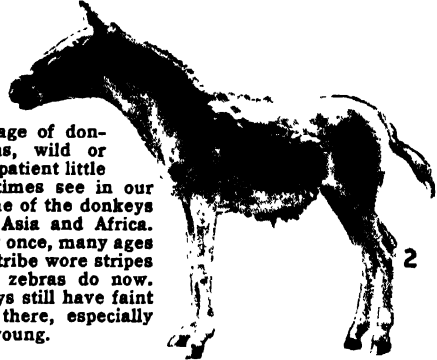 age of don-
s, wild or
patient little
times see in our
e of the donkeys
Asia and Africa.
once, many ages
tribe wore stripes
zebras do now.
ys still have faint
there, especially
young.
2